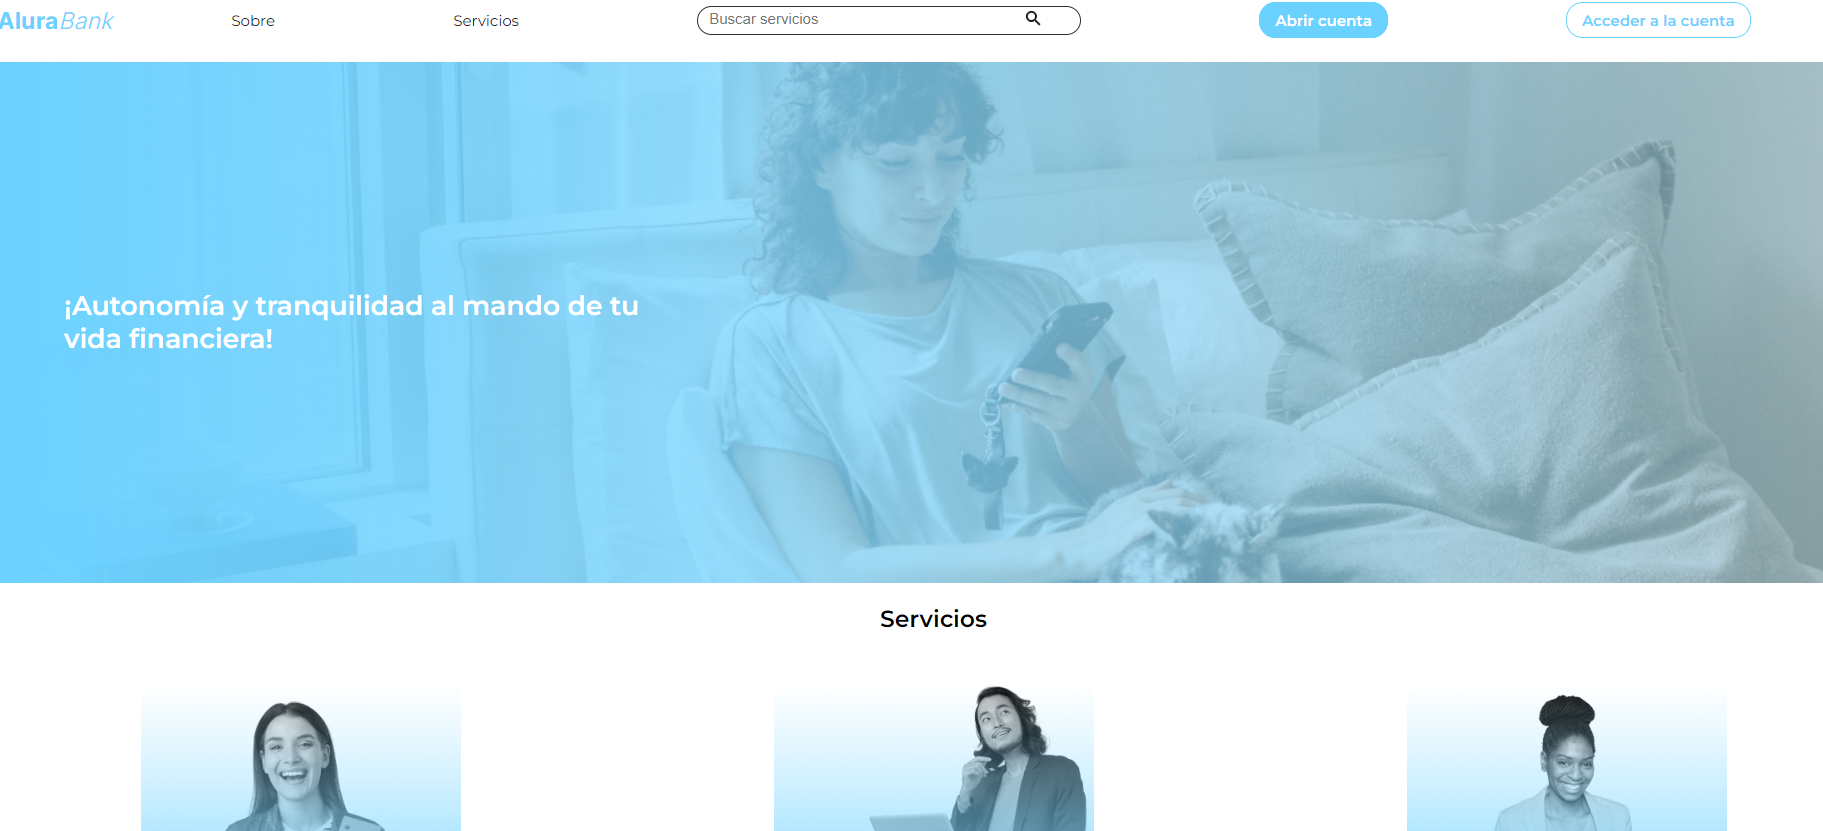 AluraBank
Sobre
Servicios
Buscar servicios
Abrir cuenta
Acceder a la cuenta
¡Autonomía y tranquilidad al mando de tu
vida financiera!
Servicios